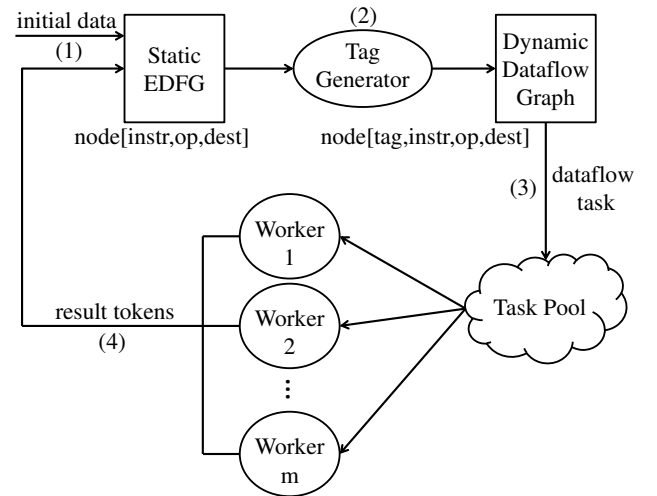 initial data
(1)
Static
EDFG
node[instr,op,dest]
(2)
Tag
Generator
Dynamic
Dataflow
Graph
node[tag,instr,op,dest]
(3)
dataflow
task
Task Pool
Worker
1
Worker
2
...
Worker
m
result tokens
(4)